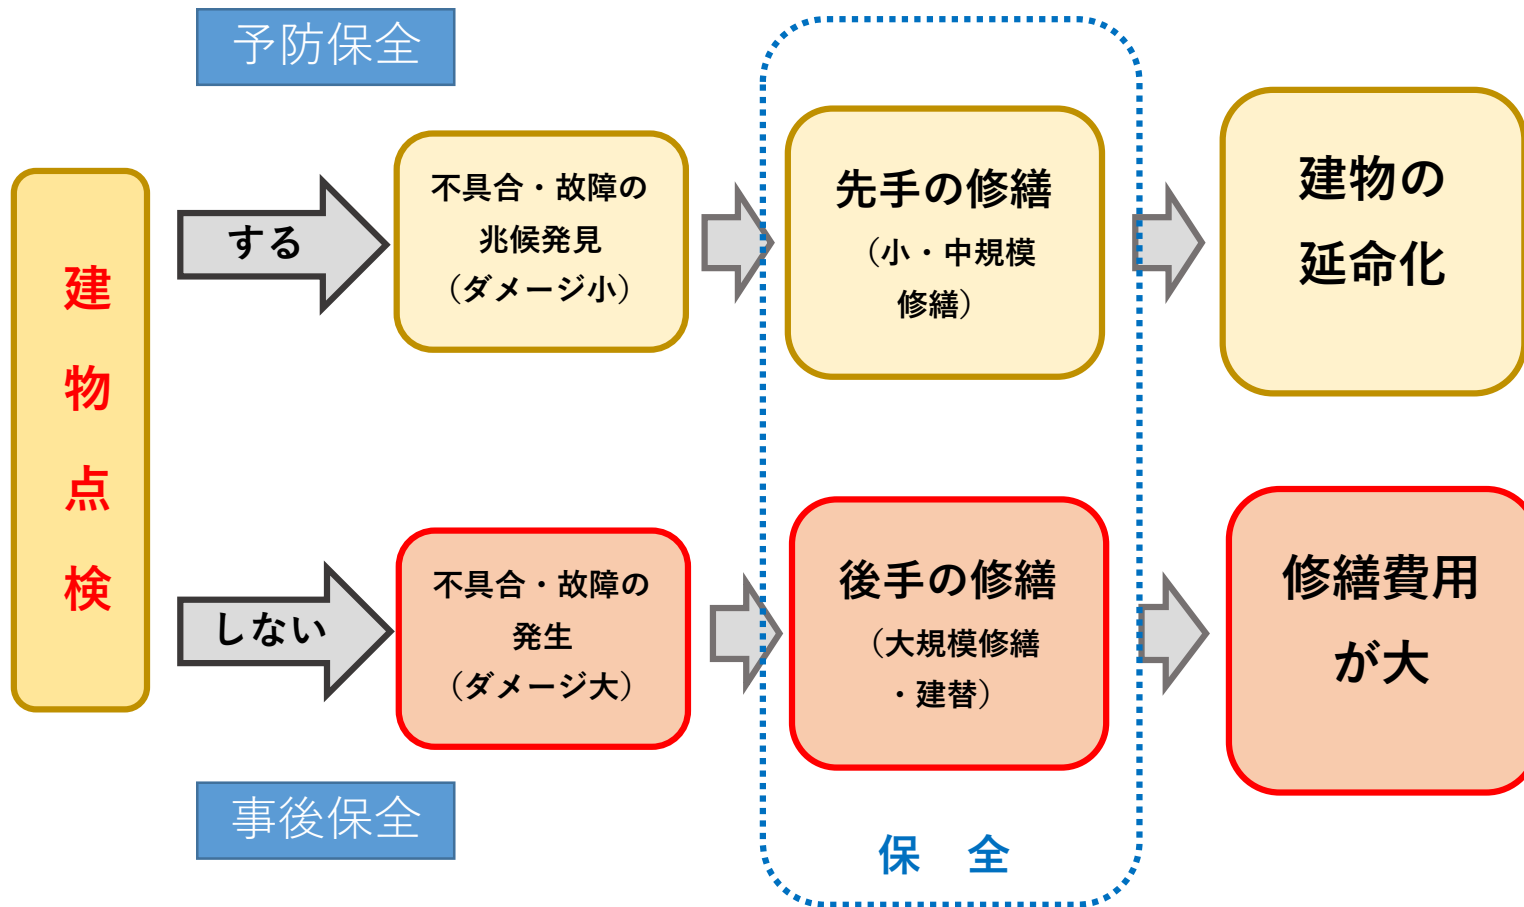 予防保全
建物点検
する
不具合・故障の
兆候発見
（ダメージ小）
先手の修繕
（小・中規模
修繕）
建物の
延命化
しない
不具合・故障の
発生
（ダメージ大）
後手の修繕
（大規模修繕
・建替）
修繕費用
が大
事後保全
保　全